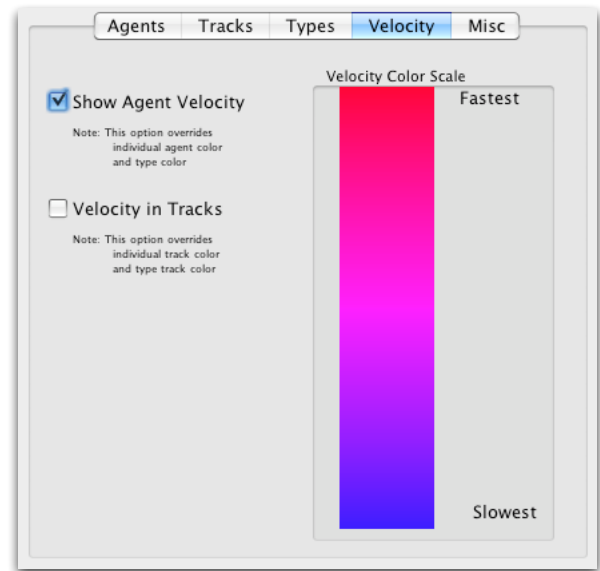 Agents Tracks Types Velocity Misc
Show Agent Velocity
Note: This option overrides
individual agent color
and type color
Velocity in Tracks
Note: This option overrides
individual track color
and type track color
Velocity Color Scale
Fastest
Slowest